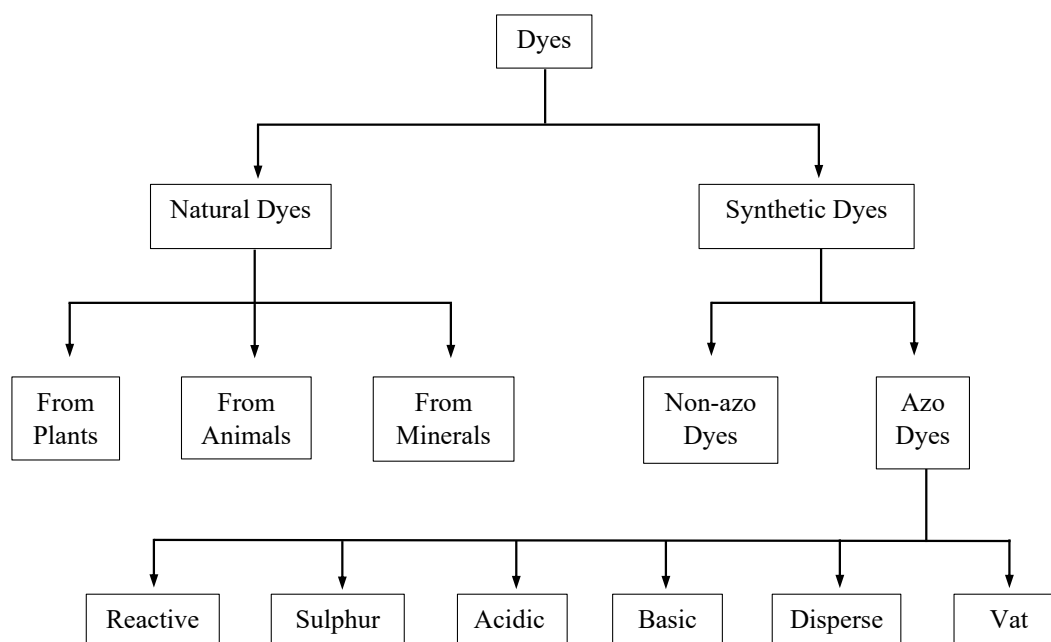 Dyes
Natural Dyes
Synthetic Dyes
From
Plants
From
Animals
From
Minerals
Non-azo
Dyes
Azo
Dyes
Reactive
Sulphur
Acidic
Basic
Disperse
Vat